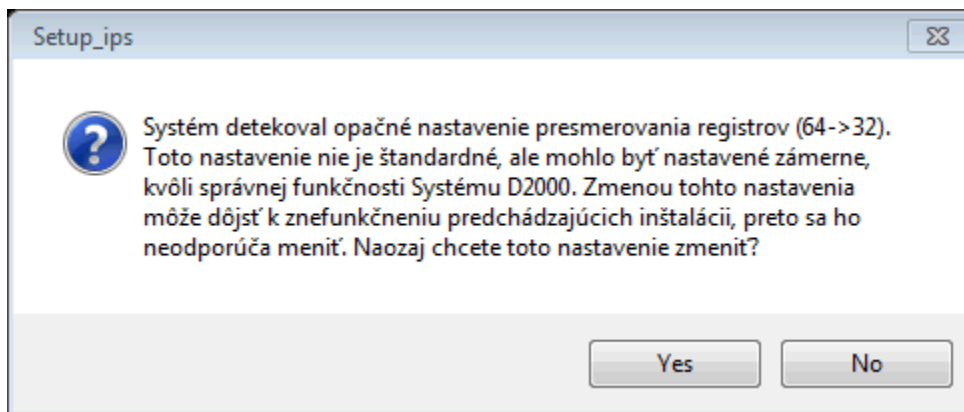 Setup_ips
Systém detekoval opačné nastavenie presmerovania registrov (64->32).
Toto nastavenie nie je štandardné, ale mohlo byť nastavené zámerne,
kvôli správnej funkčnosti Systému D2000. Zmenou tohto nastavenia
môže dôjsť k znefunkčneniu predchádzajúcich inštalácii, preto sa ho
neodporúča meniť. Naozaj chcete toto nastavenie zmeniť?
Yes
No